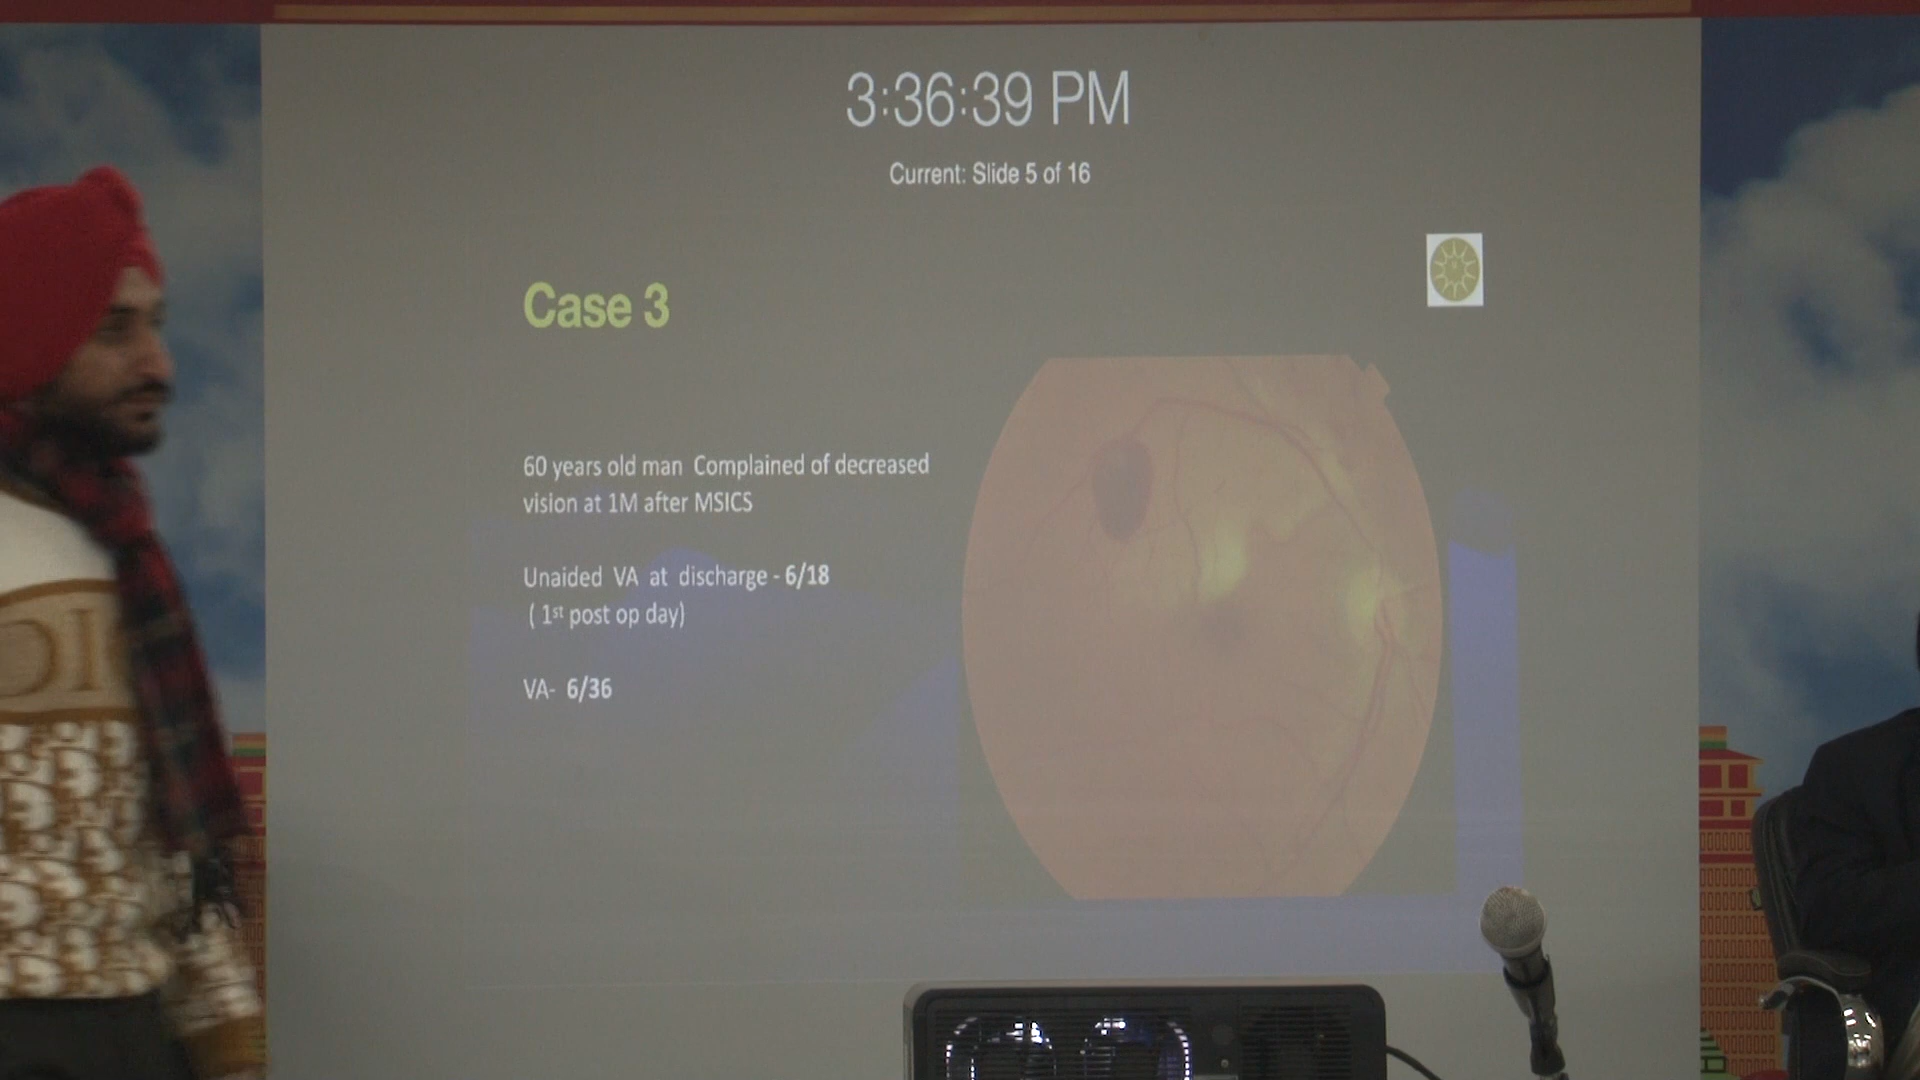 3:36:39 PM
Current: Slide 5 of 16
Case 3
60 years old man Complained of decreased
vision at 1M after MSICS
Unaided VA at discharge - 6/18
( 1st post op day)
VA- 6/36